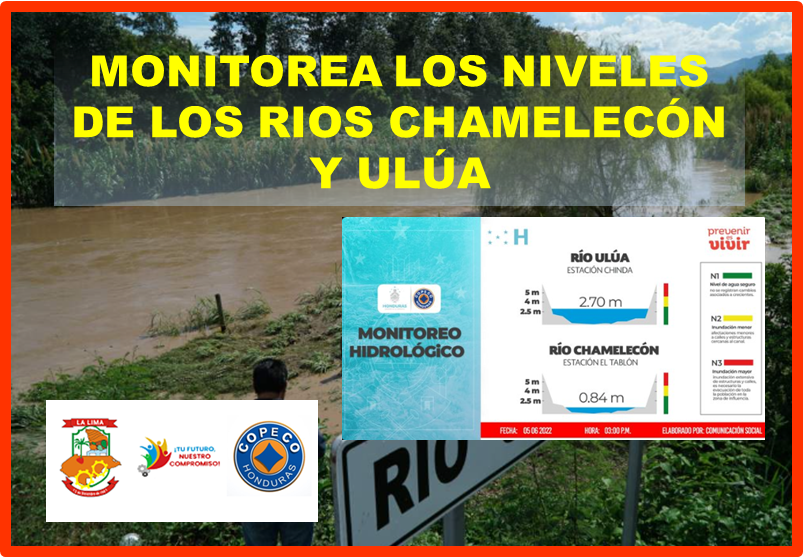 MONITOREA LOS NIVELES
DE LOS RIOS CHAMELECÓN
Y ULÚA
H
prevenir
es
vivir
RÍO ULÚA
ESTACIÓN CHINDA
5 m
4 m
2.5 m
2.70 m
N1
Nivel de agua seguro
HONDURAS
COPECO
MONITOREO
HIDROLÓGICO
RÍO CHAMELECÓN
ESTACIÓN EL TABLÓN
5 m
4 m
2.5 m
0.84 m
N2
Inundación menor
N3
Inundación mayor
FECHA: 05 06 2022
HORA: 03:00 P.M.
ELABORADO POR: COMUNICACIÓN SOCIAL
LA LIMA
¡TU FUTURO,
NUESTRO
COMPROMISO!
COPECO
HONDURAS
RÍO